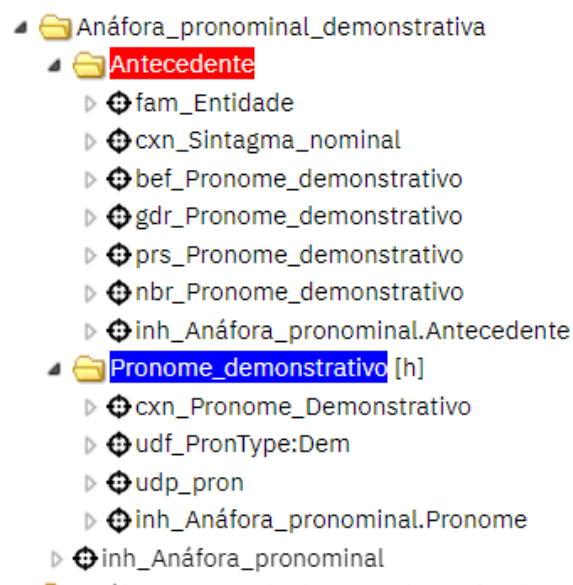 Anáfora_pronominal_demonstrativa
Antecedente
fam_Entidade
cxn_Sintagma_nominal
bef_Pronome_demonstrativo
gdr_Pronome_demonstrativo
prs_Pronome_demonstrativo
nbr_Pronome_demonstrativo
inh_Anáfora_pronominal.Antecedente
Pronome_demonstrativo [h]
cxn_Pronome_Demonstrativo
udf_PronType:Dem
udp_pron
inh_Anáfora_pronominal.Pronome
inh_Anáfora_pronominal